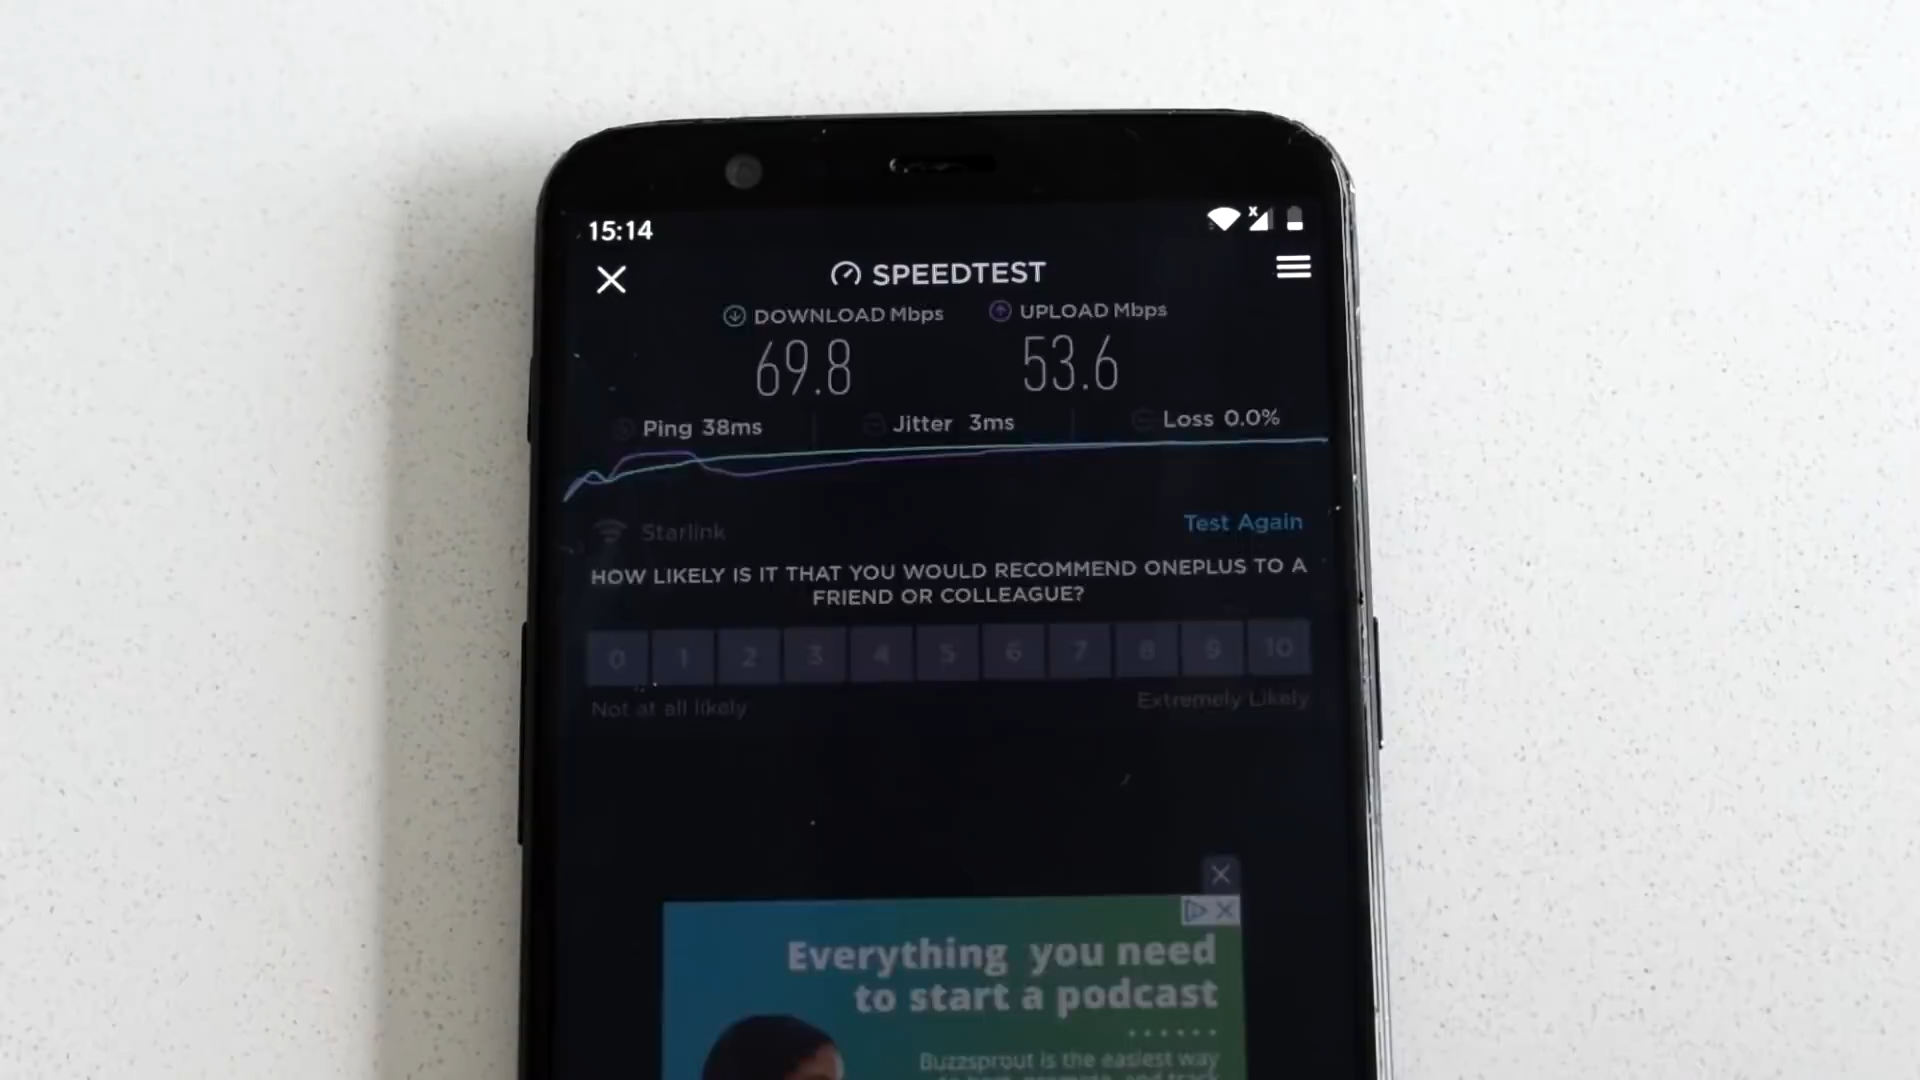 15:14
SPEEDTEST
DOWNLOAD Mbps
UPLOAD Mbps
69.8
53.6
Ping 38ms
Jitter 3ms
Loss 0.0%
Starlink
Test Again
HOW LIKELY IS IT THAT YOU WOULD RECOMMEND ONEPLUS TO A
FRIEND OR COLLEAGUE?
0 1 2 3 4 5 6 7 8 9 10
Not at all likely
Extremely Likely
Everything you need
to start a podcast
Buzzsprout is the easiest way